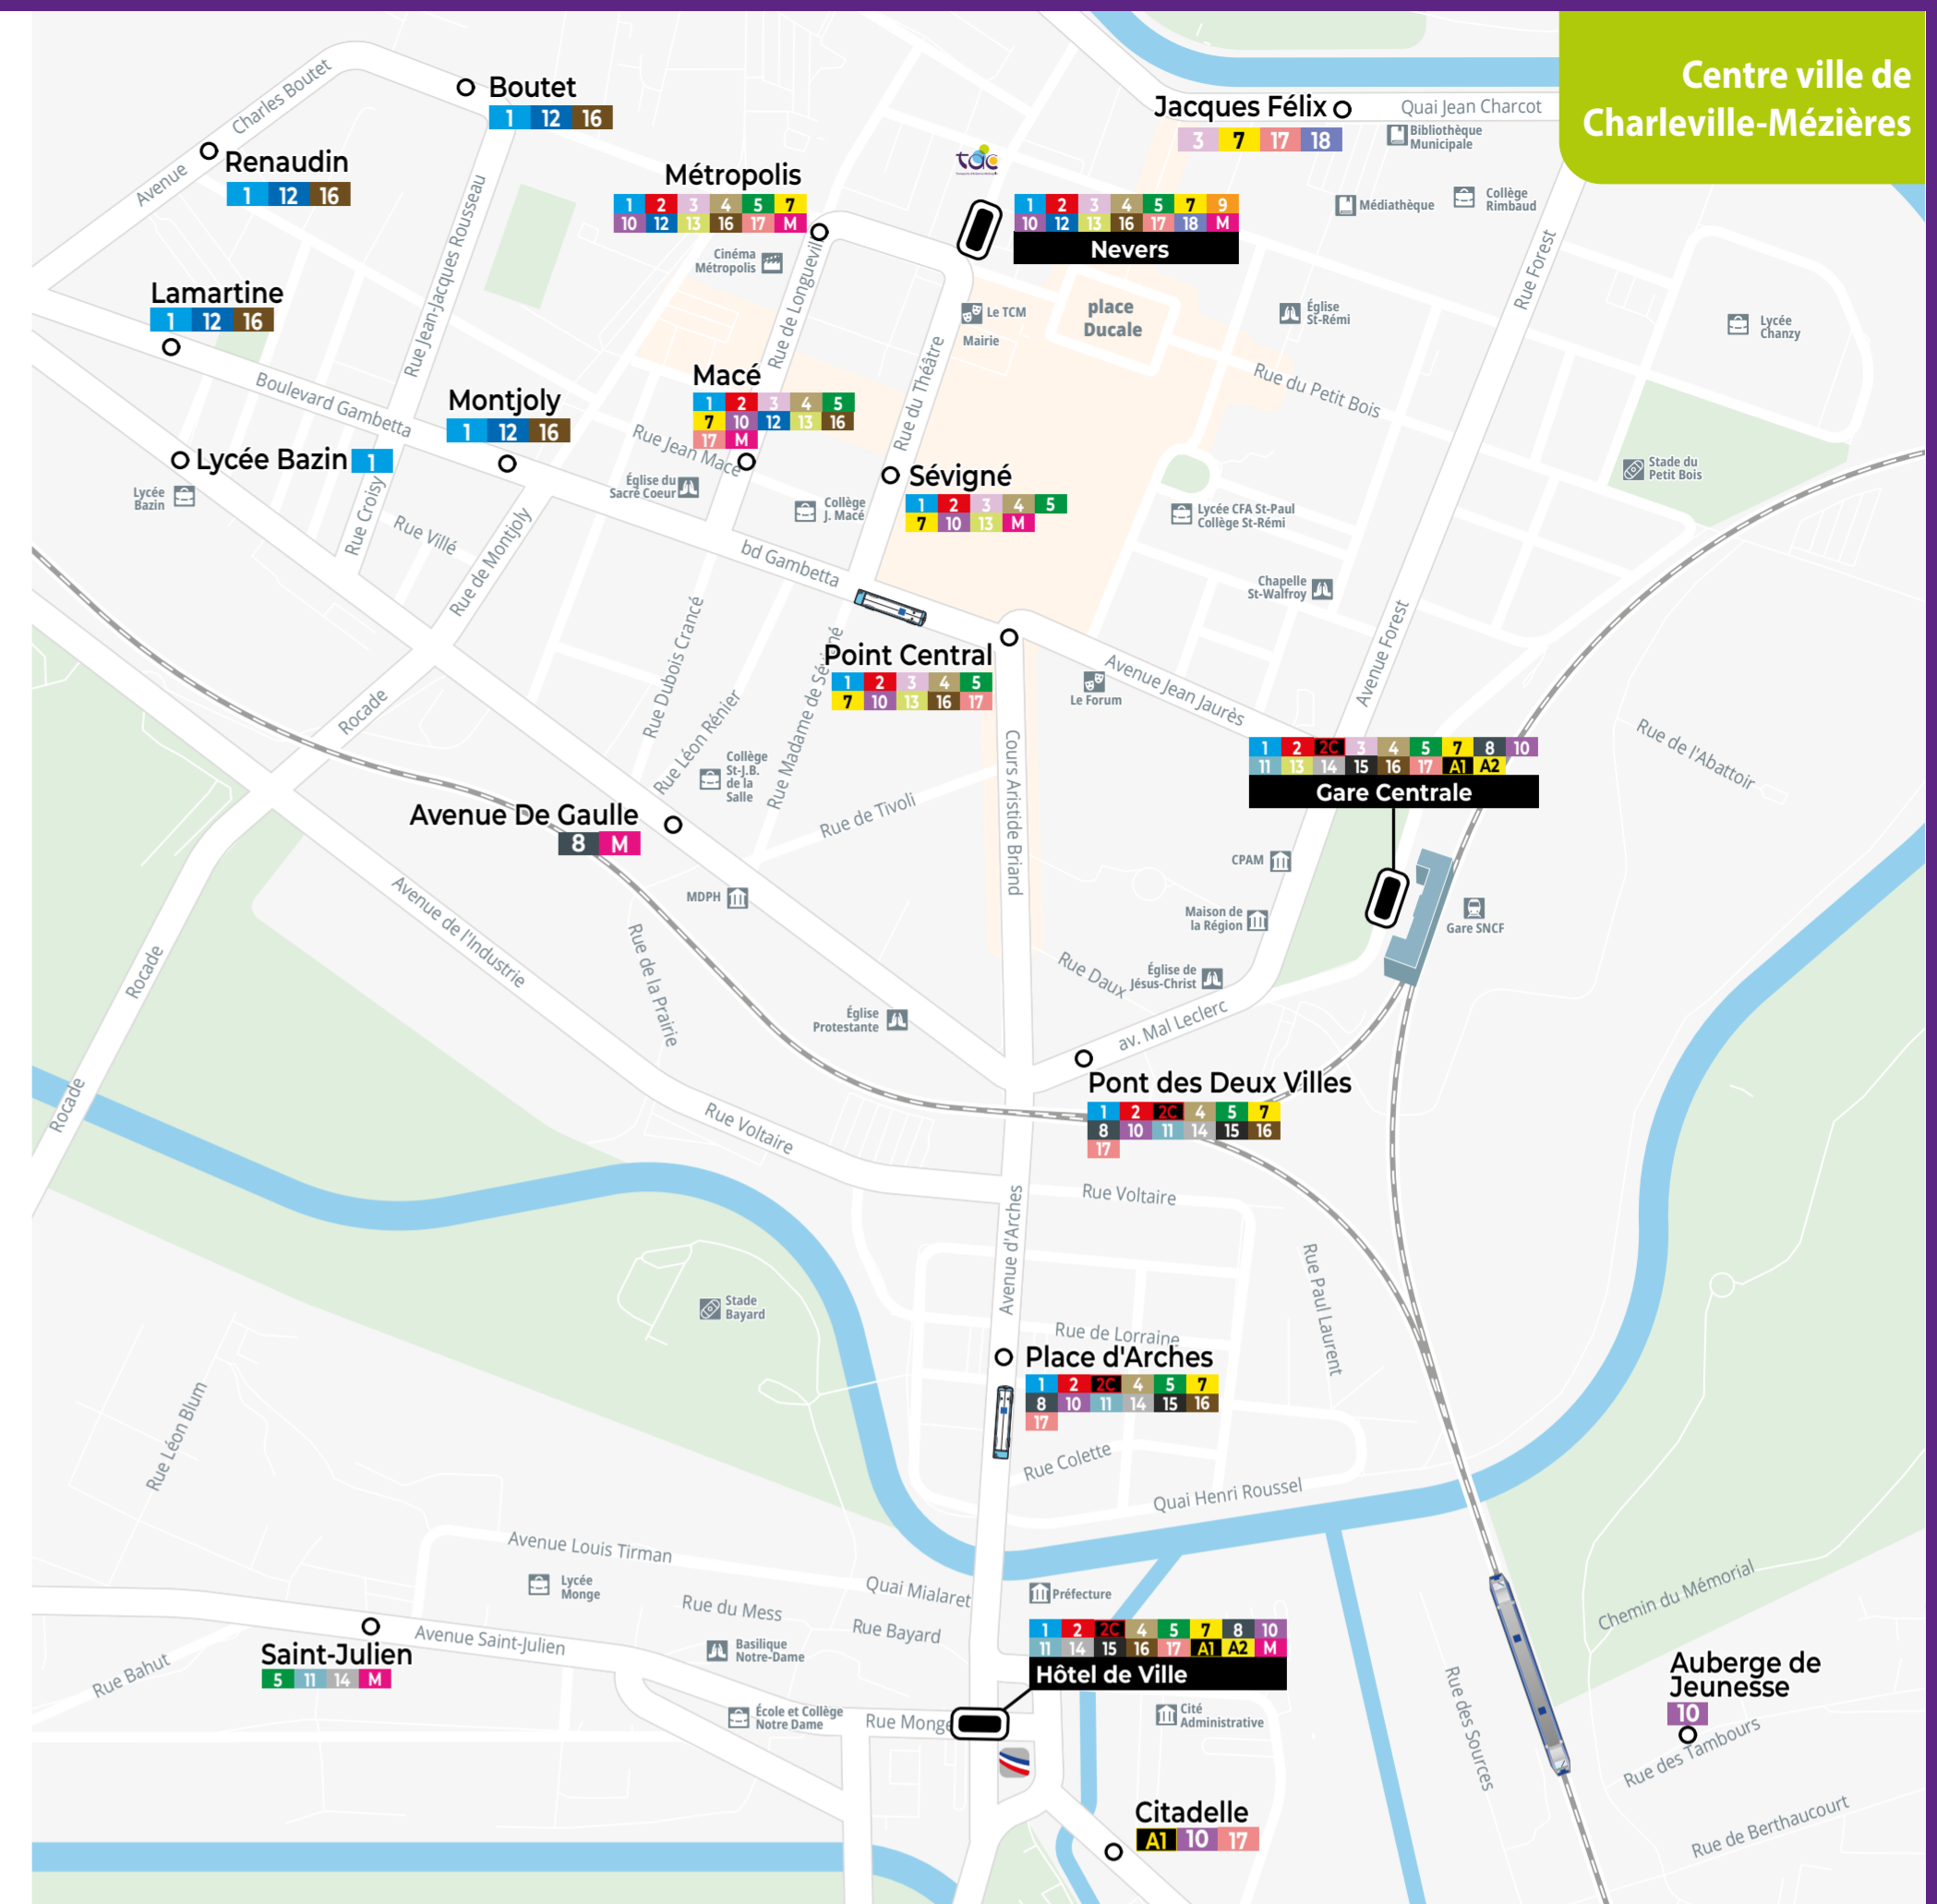 Centre ville de
Charleville-Mézières
Charles Boutet
Avenue
Boutet
1 12 16
Renaudin
1 12 16
Jacques Félix
3 7 17 18
Quai Jean Charcot
Bibliothèque
Municipale
Médiathèque
Collège
Rimbaud
tac
Métropolis
1 2 3 4 5 7
10 12 13 16 17 M
Cinéma
Métropolis
1 2 3 4 5 7 9
10 12 13 16 17 18 M
Nevers
Rue Jean-Jacques Rousseau
Rue de Longueville
Rue Forest
Lamartine
1 12 16
Le TCM
Mairie
place
Ducale
Église
St-Rémi
Lycée
Chanzy
Rue du Théâtre
Rue du Petit Bois
Boulevard Gambetta
Macé
1 2 3 4 5
7 10 12 13 16
17 M
Montjoly
1 12 16
Rue Jean Macé
Lycée Bazin 1
Lycée
Bazin
Église du
Sacré Coeur
Collège
J. Macé
Sévigné
1 2 3 4 5
7 10 13 M
Stade du
Petit Bois
Lycée CFA St-Paul
Collège St-Rémi
Rue Croisy
Rue Villé
Rue de Montjoly
bd Gambetta
Chapelle
St-Walfroy
Point Central
1 2 3 4 5
7 10 13 16 17
Le Forum
Avenue Jean Jaurès
Avenue Forest
Rue Dubois Crancé
Rue Léon Rénier
Rue Madame de Sévigné
Rocade
Rue de l'Abattoir
1 2 2C 3 4 5 7 8 10
11 13 14 15 16 17 A1 A2
Gare Centrale
Collège
St-J.B.
de la
Salle
Rue de Tivoli
Cours Aristide Briand
Avenue De Gaulle
8 M
CPAM
MDPH
Maison de
la Région
Gare SNCF
Avenue de l'Industrie
Rocade
Rue de la Prairie
Rue Daux
Église de
Jésus-Christ
Église
Protestante
av. Mal Leclerc
Pont des Deux Villes
1 2 2C 4 5 7
8 10 11 14 15 16
17
Rocade
Rue Voltaire
Rue Voltaire
Avenue d'Arches
Rue Paul Laurent
Stade
Bayard
Rue de Lorraine
Place d'Arches
1 2 2C 4 5 7
8 10 11 14 15 16
17
Rue Léon Blum
Rue Colette
Quai Henri Roussel
Avenue Louis Tirman
Lycée
Monge
Quai Mialaret
Préfecture
Rue du Mess
Rue Bayard
Chemin du Mémorial
Saint-Julien
5 11 14 M
Avenue Saint-Julien
Basilique
Notre-Dame
1 2 2C 4 5 7 8 10
11 14 15 16 17 A1 A2 M
Hôtel de Ville
Rue Bahut
Auberge de
Jeunesse
10
École et Collège
Notre Dame
Rue Monge
Cité
Administrative
Rue des Sources
Rue des Tambours
Citadelle
A1 10 17
Rue de Berthaucourt